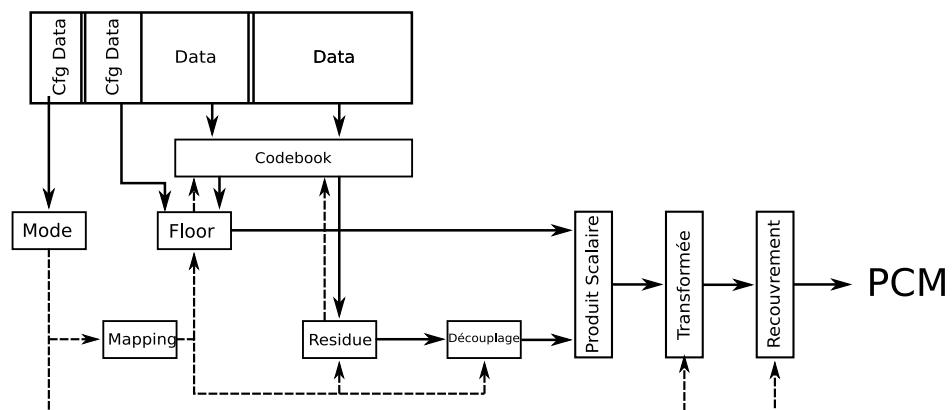 Cfg Data
Cfg Data
Data
Data
Codebook
Mode
Floor
Mapping
Residue
Découplage
Produit Scalaire
Transformée
Recouvrement
PCM